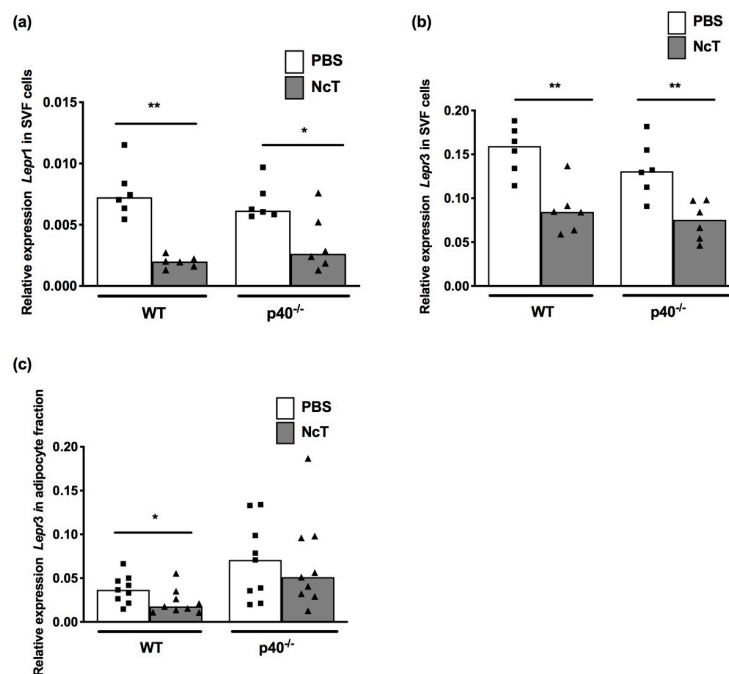 (a)
PBS
NcT
Relative expression Lepr1 in SVF cells
0.015
0.010
0.005
0.000
**
*
WT
p40-/-
(b)
PBS
NcT
Relative expression Lepr3 in SVF cells
0.20
0.15
0.10
0.05
0.00
**
**
WT
p40-/-
(c)
PBS
NcT
Relative expression Lepr3 in adipocyte fraction
0.20
0.15
0.10
0.05
0.00
*
WT
p40-/-